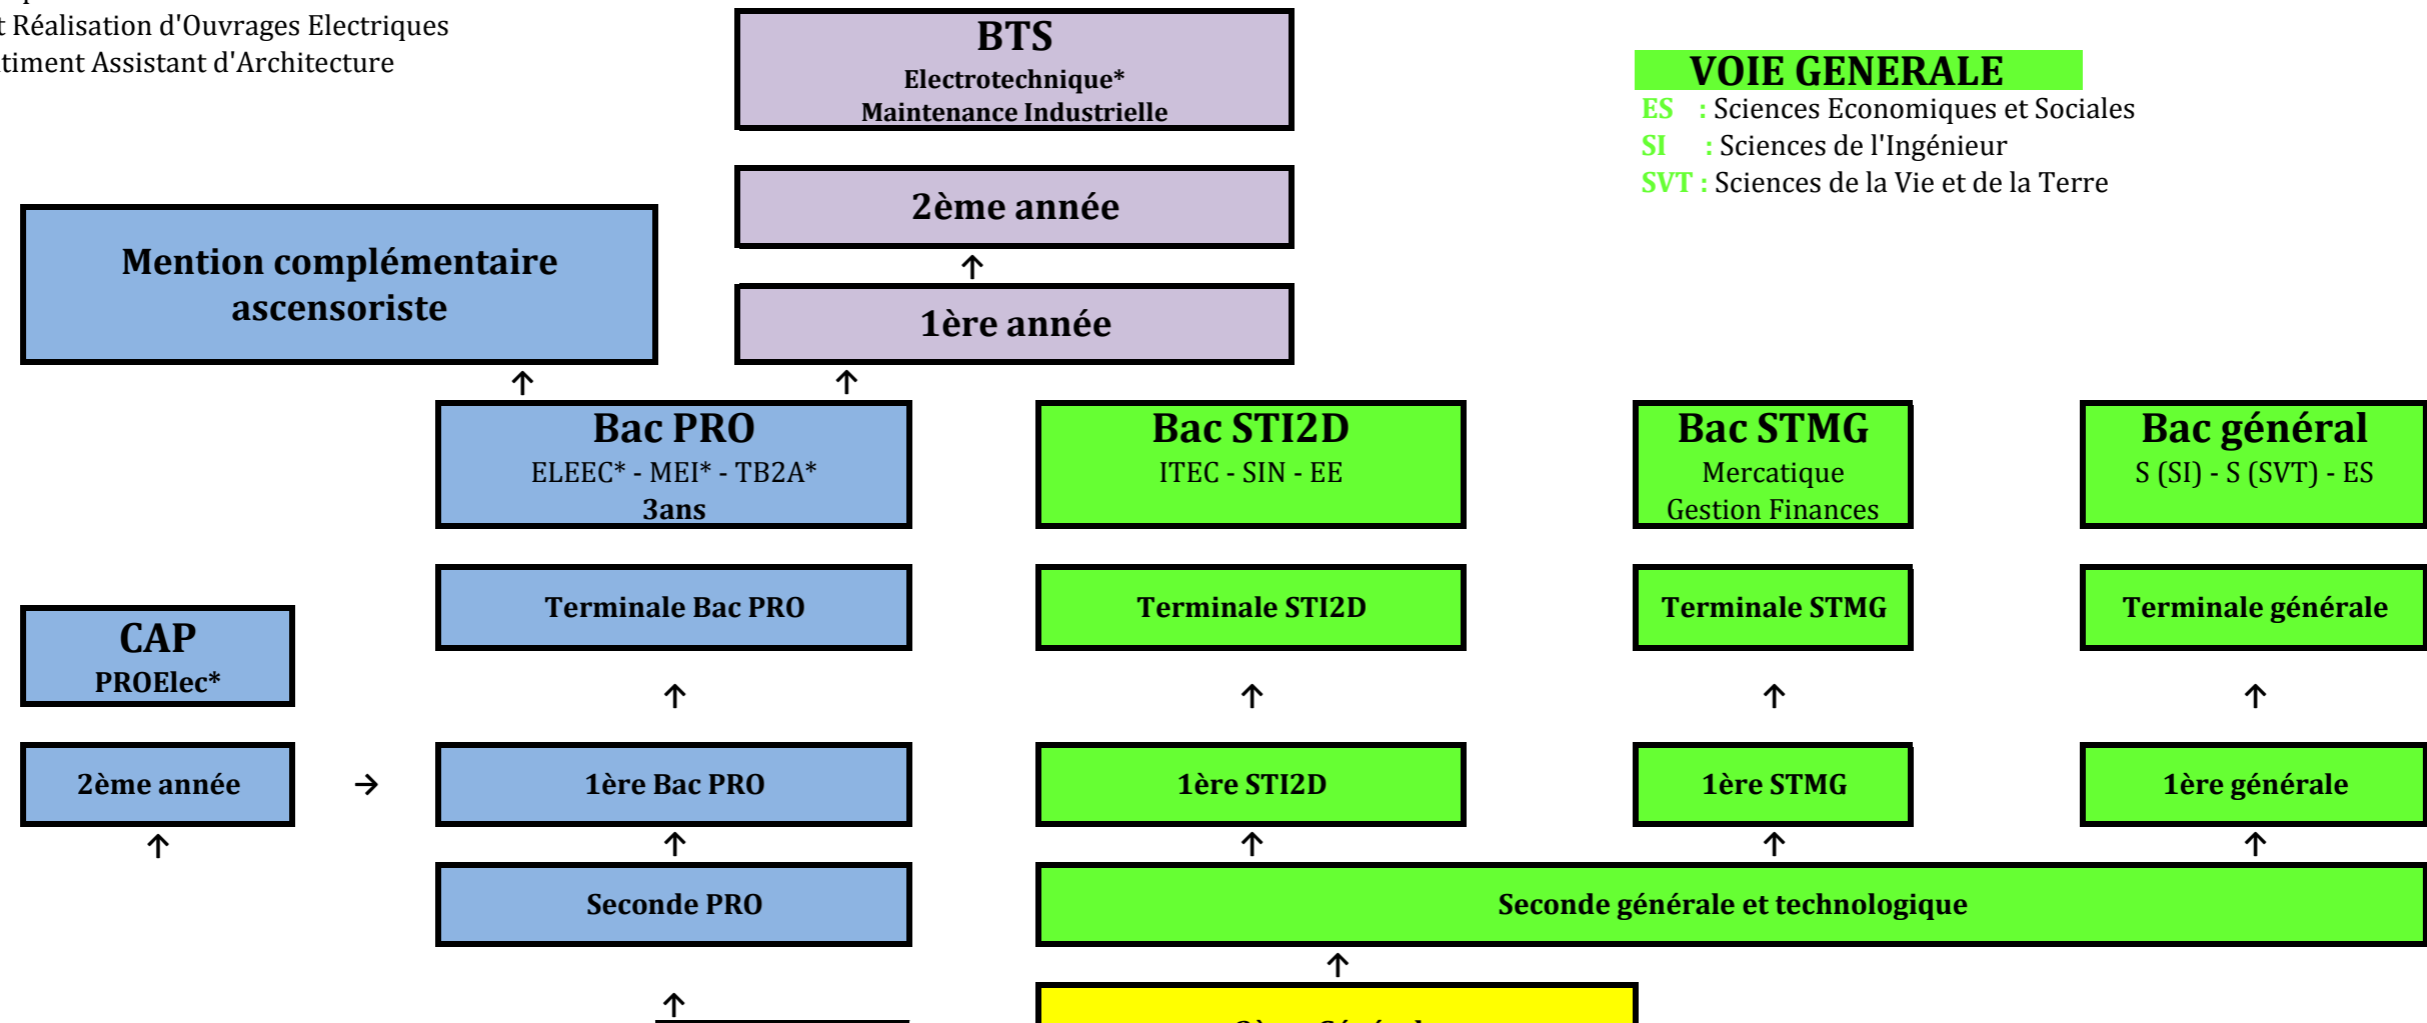 t Réalisation d'Ouvrages Electriques
timent Assistant d'Architecture
BTS
Electrotechnique*
Maintenance Industrielle
VOIE GENERALE
ES : Sciences Economiques et Sociales
SI : Sciences de l'Ingénieur
SVT : Sciences de la Vie et de la Terre
2ème année
↑
1ère année
Mention complémentaire
ascensoriste
↑ ↑
Bac PRO
ELEEC* - MEI* - TB2A*
3ans
Bac STI2D
ITEC - SIN - EE
Bac STMG
Mercatique
Gestion Finances
Bac général
S (SI) - S (SVT) - ES
CAP
PROElec*
Terminale Bac PRO
Terminale STI2D
Terminale STMG
Terminale générale
↑ ↑ ↑ ↑
2ème année
→
1ère Bac PRO
1ère STI2D
1ère STMG
1ère générale
↑ ↑ ↑ ↑ ↑
Seconde PRO
Seconde générale et technologique
↑
↑